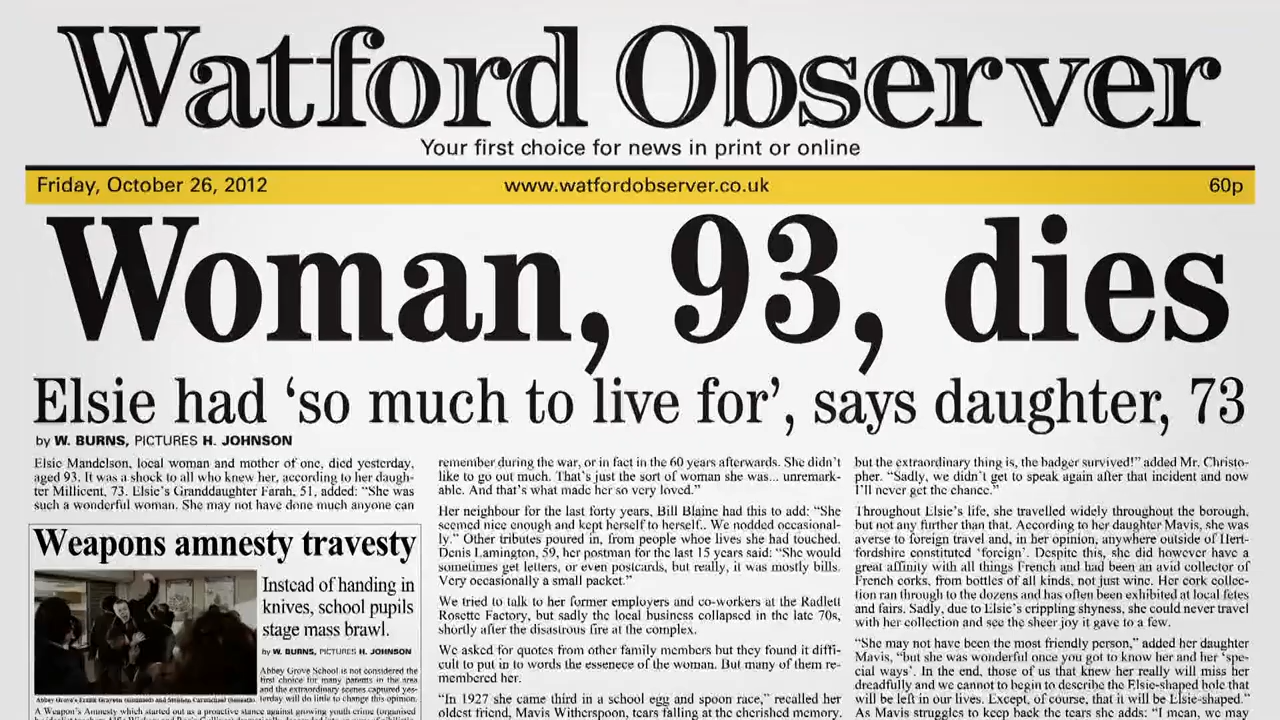 Watford Observer
Your first choice for news in print or online
Friday, October 26, 2012
www.watfordobserver.co.uk
60p
Woman, 93, dies
Elsie had ‘so much to live for’, says daughter, 73
by W. BURNS, PICTURES H. JOHNSON
Elsie Mandelson, local woman and mother of one, died yesterday,
aged 93. It was a shock to all who knew her, according to her daugh-
ter Millicent, 73. Elsie's Granddaughter Farah, 51, added: “She was
such a wonderful woman. She may not have done much anyone can
Weapons amnesty travesty
Instead of handing in
knives, school pupils
stage mass brawl.
by W. BURNS, PICTURES H. JOHNSON
Abbey Grove School is not considered the
first choice for many parents in the area
and the extraordinary scenes captured yes-
terday will do little to change this opinion.
A Weapon's Amnesty which started out as a proactive stance against growing youth crime (organised
remember during the war, or in fact in the 60 years afterwards. She didn't
like to go out much. That's just the sort of woman she was... unremark-
able. And that's what made her so very loved.”
Her neighbour for the last forty years, Bill Blaine had this to add: “She
seemed nice enough and kept herself to herself.. We nodded occasional-
ly.” Other tributes poured in, from people whoe lives she had touched.
Denis Lamington, 59, her postman for the last 15 years said: “She would
sometimes get letters, or even postcards, but really, it was mostly bills.
Very occasionally a small packet.”
We tried to talk to her former employers and co-workers at the Radlett
Rosette Factory, but sadly the local business collapsed in the late 70s,
shortly after the disastrous fire at the complex.
We asked for quotes from other family members but they found it diffi-
cult to put in to words the essenece of the woman. But many of them re-
membered her.
“In 1927 she came third in a school egg and spoon race,” recalled her
oldest friend, Mavis Witherspoon, tears falling at the cherished memory.
but the extraordinary thing is, the badger survived!” added Mr. Christo-
pher. “Sadly, we didn't get to speak again after that incident and now
I'll never get the chance.”
Throughout Elsie's life, she travelled widely throughout the borough,
but not any further than that. According to her daughter Mavis, she was
averse to foreign travel and, in her opinion, anywhere outside of Hert-
fordshire constituted ‘foreign’. Despite this, she did however have a
great affinity with all things French and had been an avid collector of
French corks, from bottles of all kinds, not just wine. Her cork collec-
tion ran through to the dozens and has often been exhibited at local fetes
and fairs. Sadly, due to Elsie's crippling shyness, she could never travel
with her collection and see the sheer joy it gave to a few.
“She may not have been the most friendly person,” added her daughter
Mavis, “but she was wonderful once you got to know her and her ‘spe-
cial ways’. In the end, those of us that knew her really will miss her
dreadfully and we cannot to begin to describe the Elsie-shaped hole that
will be left in our lives. Except, of course, that it will be Elsie-shaped.”
As Mavis struggles to keep back the tears she adds: “I mean, we may